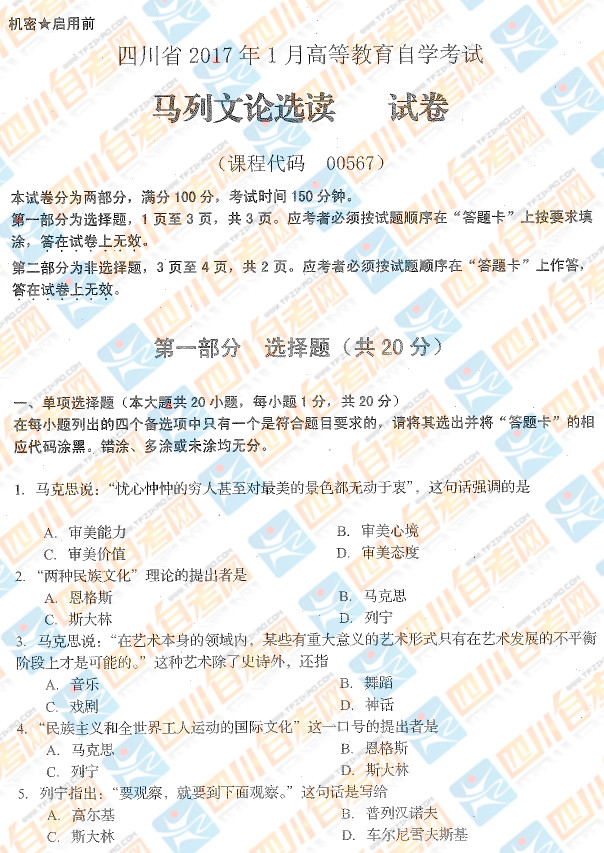 机密★启用前
四川省 2017 年 1 月高等教育自学考试
马列文论选读 试卷
（课程代码 00567）
本试卷分为两部分，满分 100 分，考试时间 150 分钟。
第一部分为选择题，1 页至 3 页，共 3 页。应考者必须按试题顺序在“答题卡”上按要求填
涂，答在试卷上无效。
第二部分为非选择题，3 页至 4 页，共 2 页。应考者必须按试题顺序在“答题卡”上作答，
答在试卷上无效。
第一部分 选择题（共 20 分）
一、单项选择题（本大题共 20 小题，每小题 1 分，共 20 分）
在每小题列出的四个备选项中只有一个是符合题目要求的，请将其选出并将“答题卡”的相
应代码涂黑。错涂、多涂或未涂均无分。
1. 马克思说：“忧心忡忡的穷人甚至对最美的景色都无动于衷”，这句话强调的是
A. 审美能力 B. 审美心境
C. 审美价值 D. 审美态度
2. “两种民族文化”理论的提出者是
A. 恩格斯 B. 马克思
C. 斯大林 D. 列宁
3. 马克思说：“在艺术本身的领域内，某些有重大意义的艺术形式只有在艺术发展的不平衡
阶段上才是可能的。”这种艺术除了史诗外，还指
A. 音乐 B. 舞蹈
C. 戏剧 D. 神话
4. “民族主义和全世界工人运动的国际文化”这一口号的提出者是
A. 马克思 B. 恩格斯
C. 列宁 D. 斯大林
5. 列宁指出：“要观察，就要到下面观察。”这句话是写给
A. 高尔基 B. 普列汉诺夫
C. 斯大林 D. 车尔尼雪夫斯基